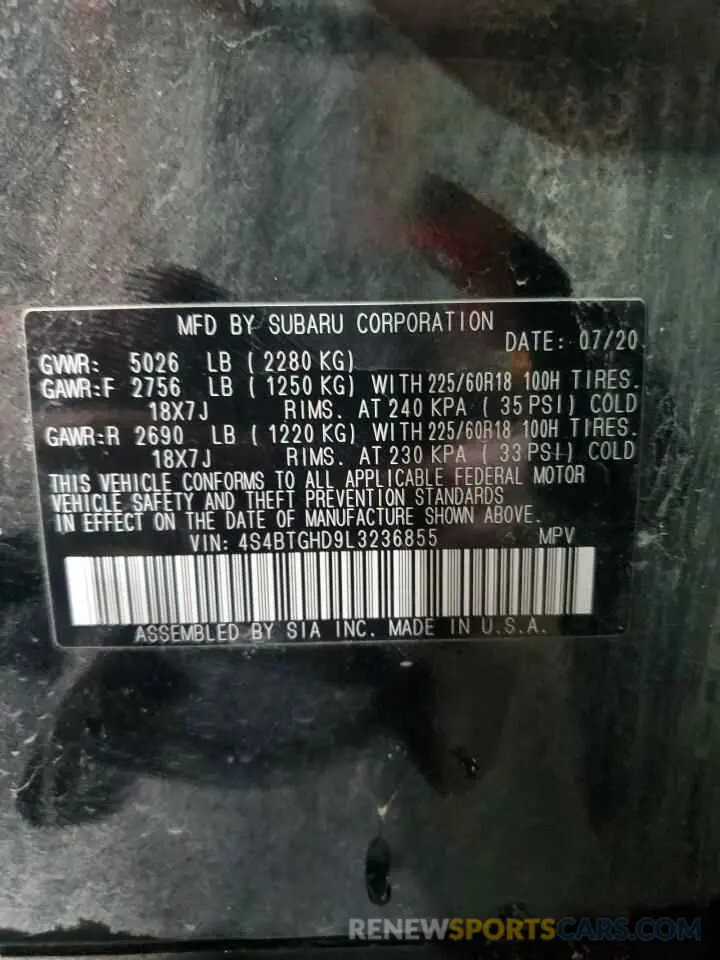 MFD BY SUBARU CORPORATION
DATE: 07/20
GVWR: 5026 LB ( 2280 KG)
GAWR:F 2756 LB ( 1250 KG) WITH 225/60R18 100H TIRES.
18X7J RIMS. AT 240 KPA ( 35 PSI) COLD
GAWR:R 2690 LB ( 1220 KG) WITH 225/60R18 100H TIRES.
18X7J RIMS. AT 230 KPA ( 33 PSI) COLD
THIS VEHICLE CONFORMS TO ALL APPLICABLE FEDERAL MOTOR
VEHICLE SAFETY AND THEFT PREVENTION STANDARDS
IN EFFECT ON THE DATE OF MANUFACTURE SHOWN ABOVE.
VIN: 4S4BTGHD9L3236855 MPV
ASSEMBLED BY SIA INC. MADE IN U.S.A.
RENEWSPORTSCARS.COM